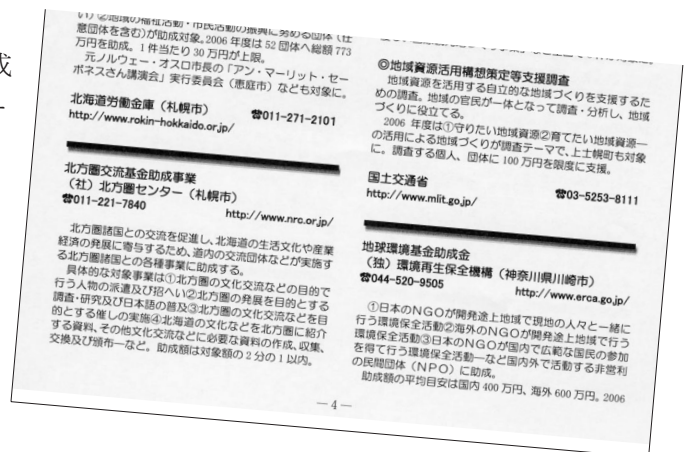 成
い）②地域の福祉活動・市民活動の振興に努める団体（任
意団体を含む）が助成対象。2006 年度は 52 団体へ総額 773
万円を助成。1 件当たり 30 万円が上限。
元ノルウェー・オスロ市長の「アン・マーリット・セー
ボネスさん講演会」実行委員会（恵庭市）なども対象に。
北海道労働金庫（札幌市）
☎011-271-2101
http://www.rokin-hokkaido.or.jp/
北方圏交流基金助成事業
（社）北方圏センター（札幌市）
☎011-221-7840
http://www.nrc.or.jp/
北方圏諸国との交流を促進し、北海道の生活文化や産業
経済の発展に寄与するため、道内の交流団体などが実施す
る北方圏諸国との各種事業に助成する。
具体的な対象事業は①北方圏の文化交流などの目的で
行う人物の派遣及び招へい②北方圏の発展を目的とする
調査・研究及び日本語の普及③北方圏の文化交流などを目
的とする催しの実施④北海道の文化などを北方圏に紹介
する資料、その他文化交流などに必要な資料の作成、収集、
交換及び頒布―など。助成額は対象額の 2 分の 1 以内。
◎地域資源活用構想策定等支援調査
地域資源を活用する自立的な地域づくりを支援するた
めの調査。地域の官民が一体となって調査・分析し、地域
づくりに役立てる。
2006 年度は①守りたい地域資源②育てたい地域資源―
の活用による地域づくりが調査テーマで、上士幌町も対象
に。調査する個人、団体に 100 万円を限度に支援。
国土交通省
☎03-5253-8111
http://www.mlit.go.jp/
地球環境基金助成金
（独）環境再生保全機構（神奈川県川崎市）
☎044-520-9505
http://www.erca.go.jp/
①日本のＮＧＯが開発途上地域で現地の人々と一緒に
行う環境保全活動②海外のＮＧＯが開発途上地域で行う
環境保全活動③日本のＮＧＯが国内で広範な国民の参加
を得て行う環境保全活動―など国内外で活動する非営利
の民間団体（ＮＰＯ）に助成。
助成額の平均目安は国内 400 万円、海外 600 万円。2006
― 4 ―